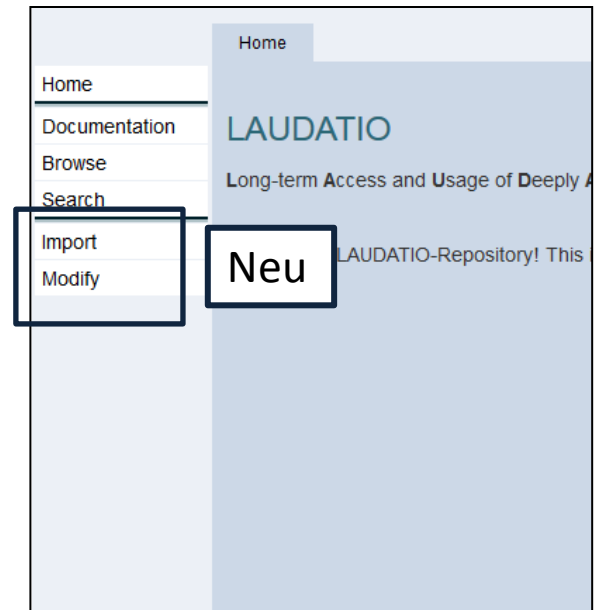 Home
Home
Documentation
Browse
Search
Import
Modify
LAUDATIO
Long-term Access and Usage of Deeply
Neu
LAUDATIO-Repository! This